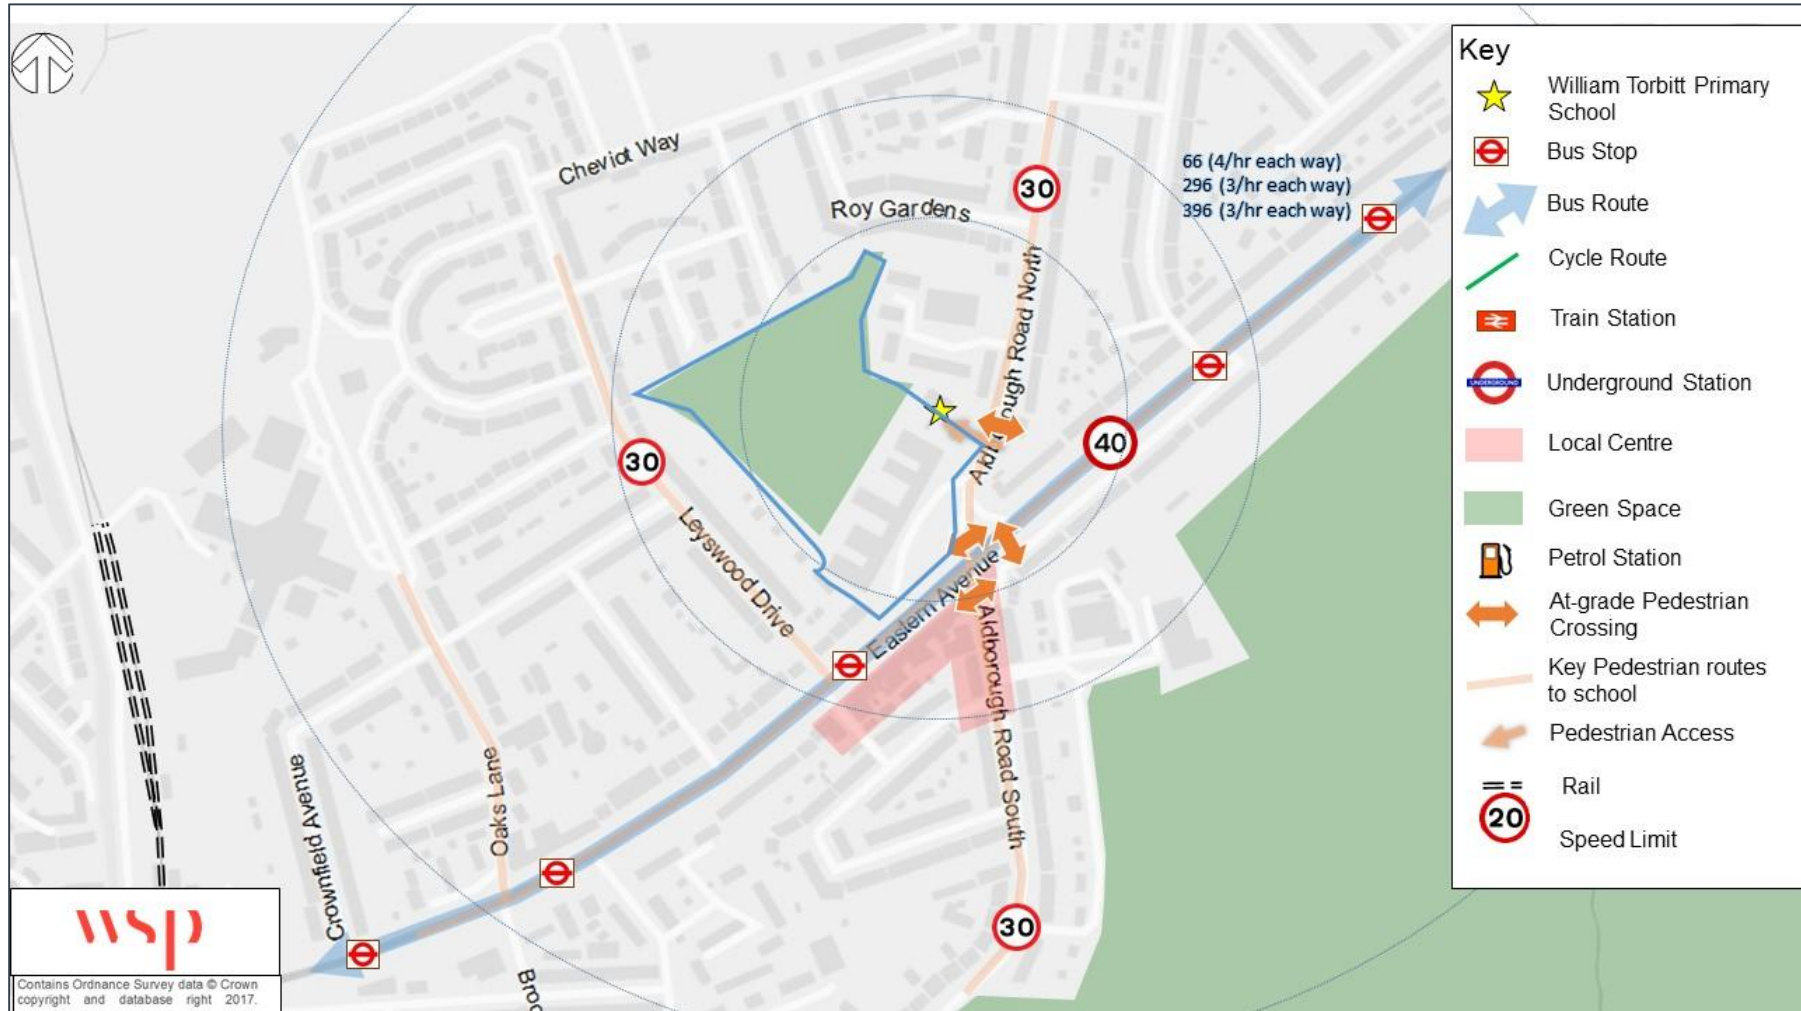 Cheviot Way
Roy Gardens
30
66 (4/hr each way)
296 (3/hr each way)
396 (3/hr each way)
Aldborough Road North
40
30
Leyswood Drive
Eastern Avenue
Aldborough Road South
Oaks Lane
Crownfield Avenue
30
Broo
Key
William Torbitt Primary
School
Bus Stop
Bus Route
Cycle Route
Train Station
UNDERGROUND
Underground Station
Local Centre
Green Space
Petrol Station
At-grade Pedestrian
Crossing
Key Pedestrian routes
to school
Pedestrian Access
Rail
20
Speed Limit
wsp
Contains Ordnance Survey data © Crown
copyright and database right 2017.